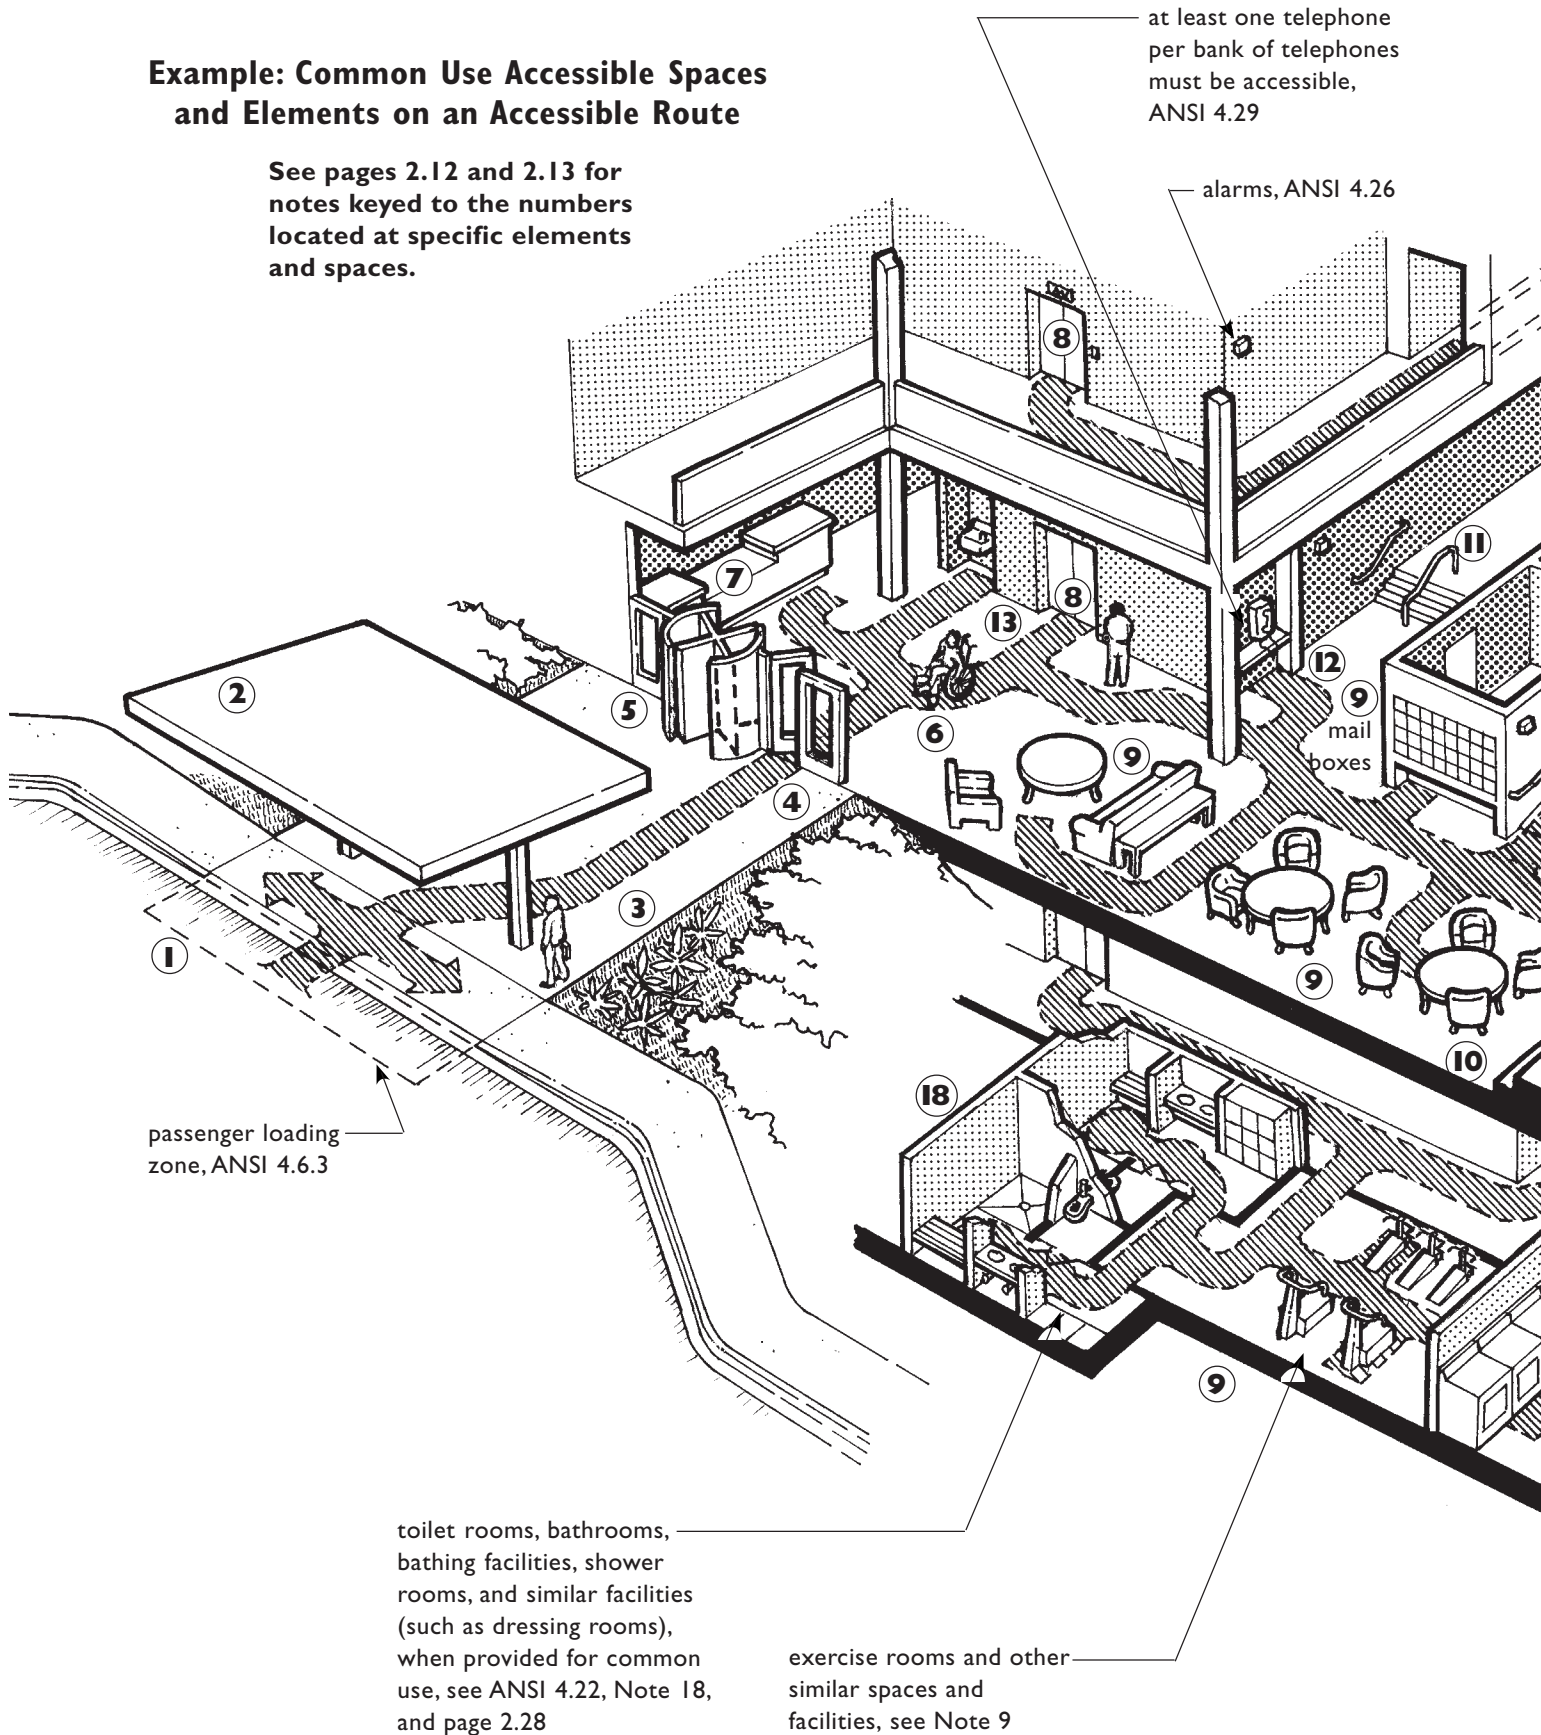 Example: Common Use Accessible Spaces
and Elements on an Accessible Route
See pages 2.12 and 2.13 for
notes keyed to the numbers
located at specific elements
and spaces.
at least one telephone
per bank of telephones
must be accessible,
ANSI 4.29
alarms, ANSI 4.26
8
11
7
8
13
12
2
5
9
mail
boxes
6
9
4
3
1
9
10
18
passenger loading
zone, ANSI 4.6.3
9
toilet rooms, bathrooms,
bathing facilities, shower
rooms, and similar facilities
(such as dressing rooms),
when provided for common
use, see ANSI 4.22, Note 18,
and page 2.28
exercise rooms and other
similar spaces and
facilities, see Note 9